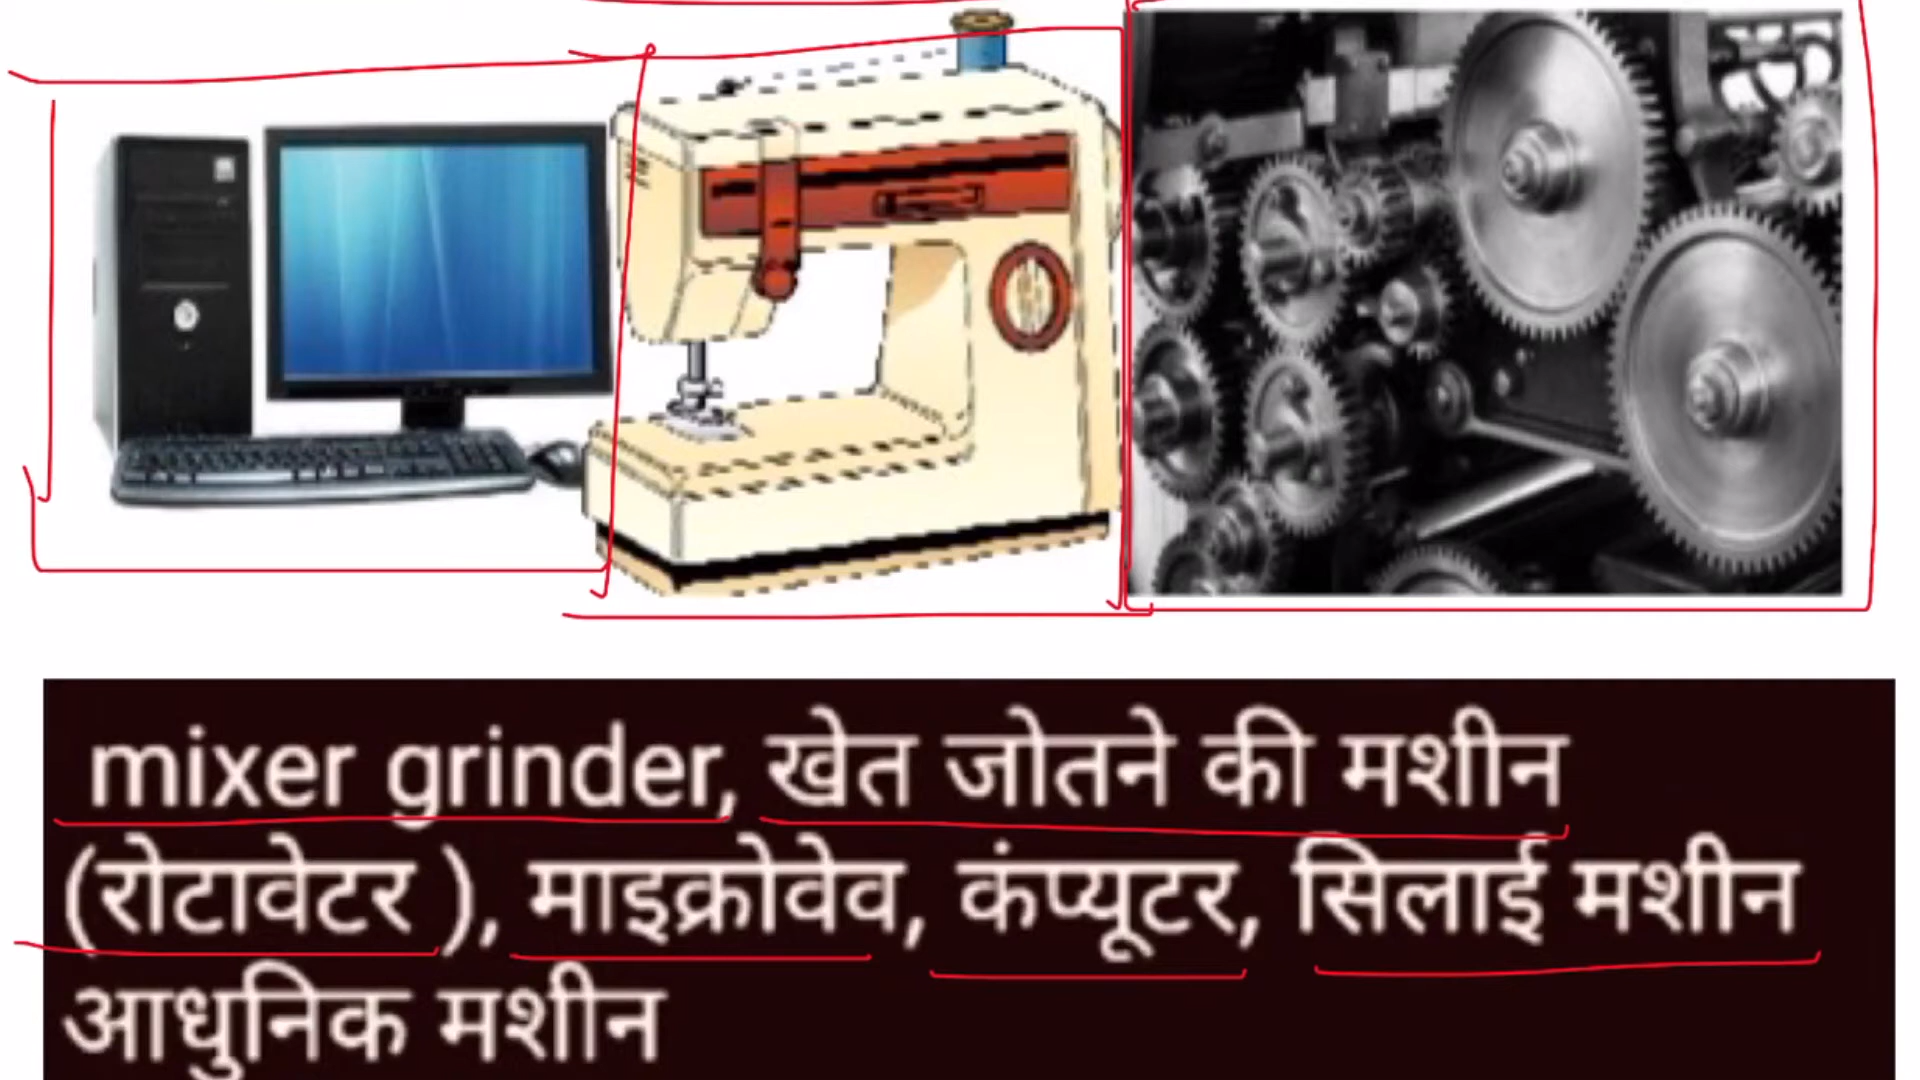 mixer grinder, खेत जोतने की मशीन
(रोटावेटर ), माइक्रोवेव, कंप्यूटर, सिलाई मशीन
आधुनिक मशीन